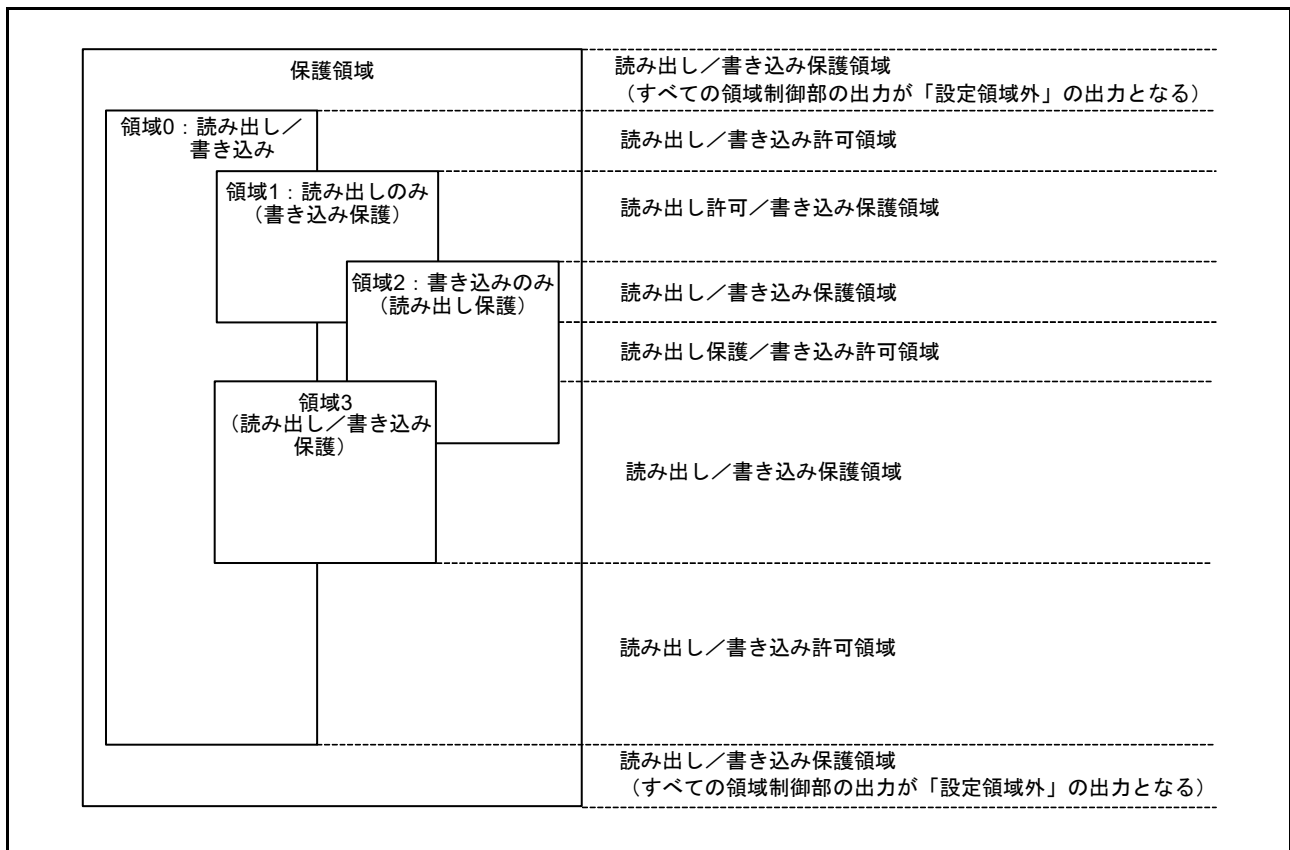 保護領域
読み出し／書き込み保護領域
（すべての領域制御部の出力が「設定領域外」の出力となる）
領域0：読み出し／
書き込み
読み出し／書き込み許可領域
領域1：読み出しのみ
（書き込み保護）
読み出し許可／書き込み保護領域
領域2：書き込みのみ
（読み出し保護）
読み出し／書き込み保護領域
読み出し保護／書き込み許可領域
領域3
（読み出し／書き込み
保護）
読み出し／書き込み保護領域
読み出し／書き込み許可領域
読み出し／書き込み保護領域
（すべての領域制御部の出力が「設定領域外」の出力となる）